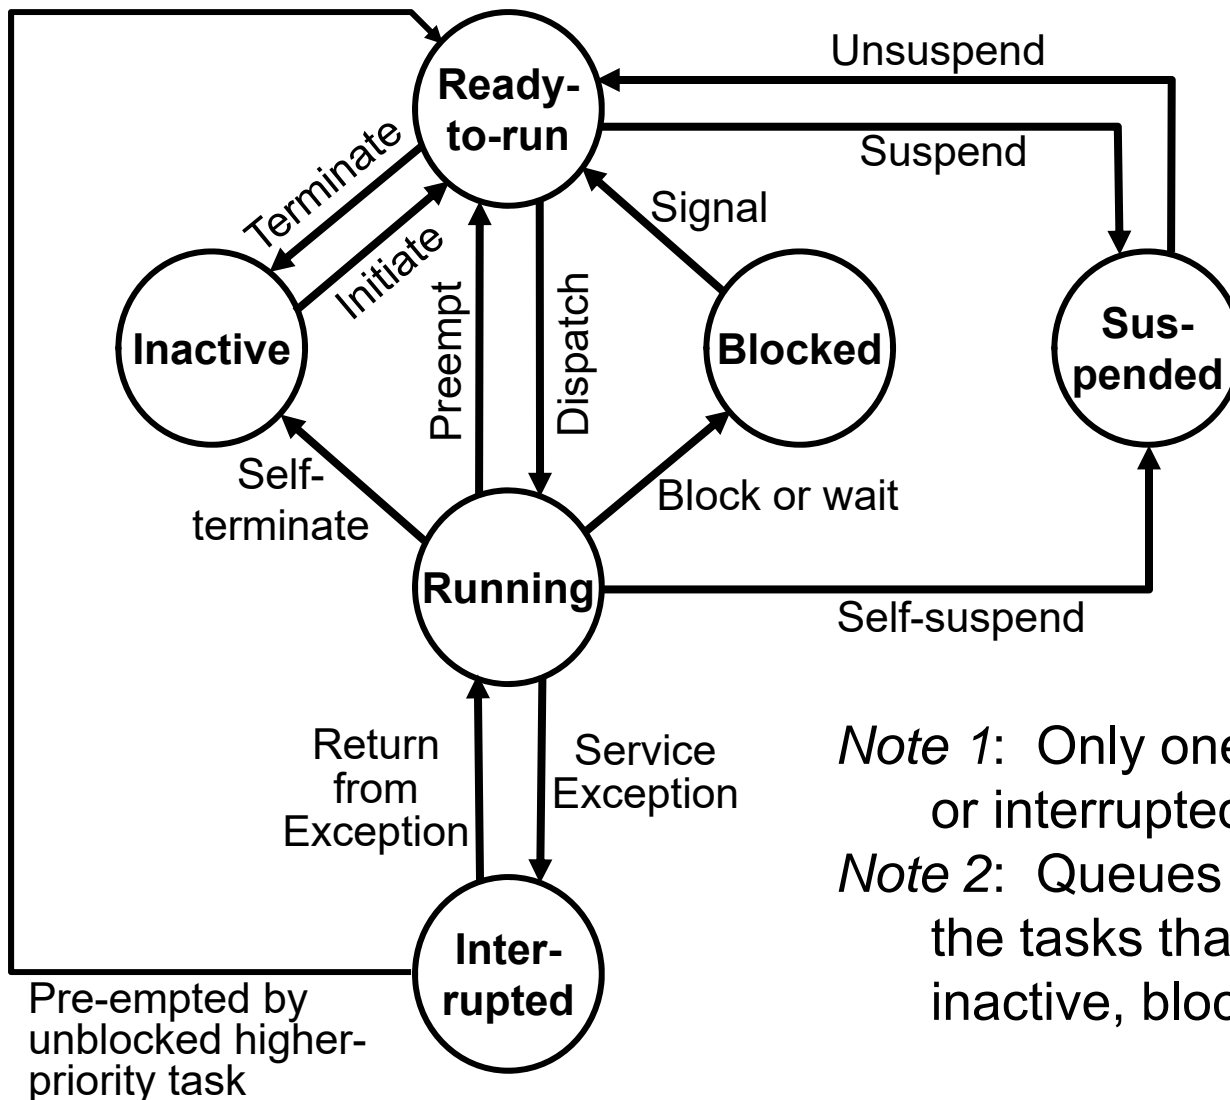 Ready-
to-run
Unsuspend
Suspend
Signal
Terminate
Initiate
Preempt
Dispatch
Inactive
Blocked
Sus-
pended
Self-
terminate
Block or wait
Running
Self-suspend
Return
from
Exception
Service
Exception
Inter-
rupted
Pre-empted by
unblocked higher-
priority task
Note 1: Only one
or interrupted
Note 2: Queues
the tasks tha
inactive, bloc